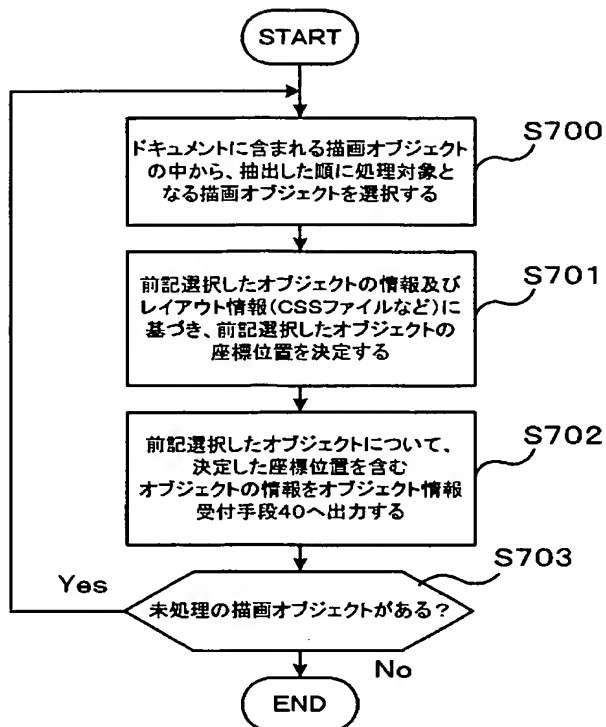 START
ドキュメントに含まれる描画オブジェクト
の中から、抽出した順に処理対象と
なる描画オブジェクトを選択する
S700
前記選択したオブジェクトの情報及び
レイアウト情報(CSSファイルなど)に
基づき、前記選択したオブジェクトの
座標位置を決定する
S701
前記選択したオブジェクトについて、
決定した座標位置を含む
オブジェクトの情報をオブジェクト情報
受付手段40へ出力する
S702
S703
Yes
未処理の描画オブジェクトがある?
No
END